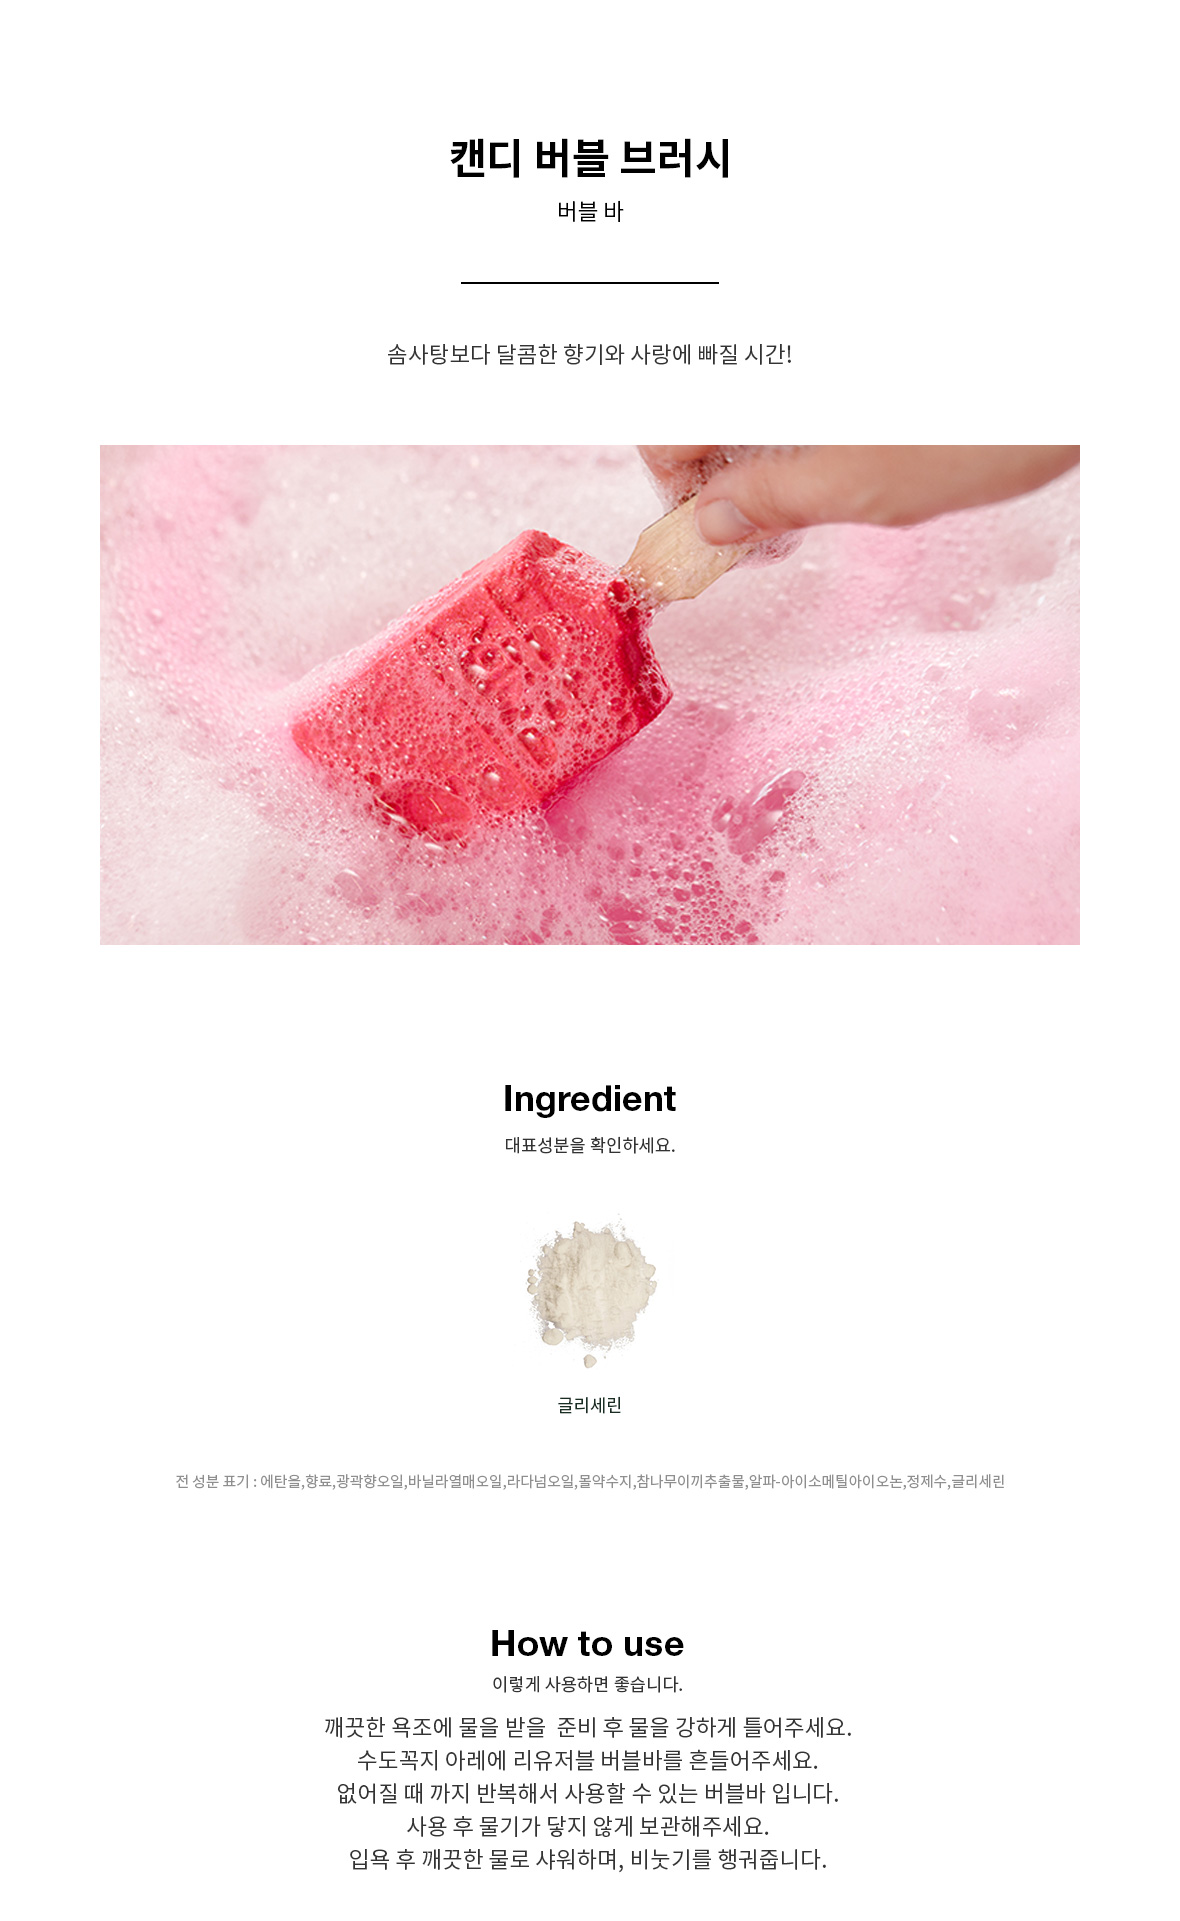 캔디 버블 브러시
버블 바
솜사탕보다 달콤한 향기와 사랑에 빠질 시간!
Ingredient
대표성분을 확인하세요.
글리세린
전 성분 표기 : 에탄올,향료,광곽향오일,바닐라열매오일,라다넘오일,몰약수지,참나무이끼추출물,알파-아이소메틸아이오논,정제수,글리세린
How to use
이렇게 사용하면 좋습니다.
깨끗한 욕조에 물을 받을  준비 후 물을 강하게 틀어주세요.
수도꼭지 아레에 리유저블 버블바를 흔들어주세요.
없어질 때 까지 반복해서 사용할 수 있는 버블바 입니다.
사용 후 물기가 닿지 않게 보관해주세요.
입욕 후 깨끗한 물로 샤워하며, 비눗기를 행궈줍니다.